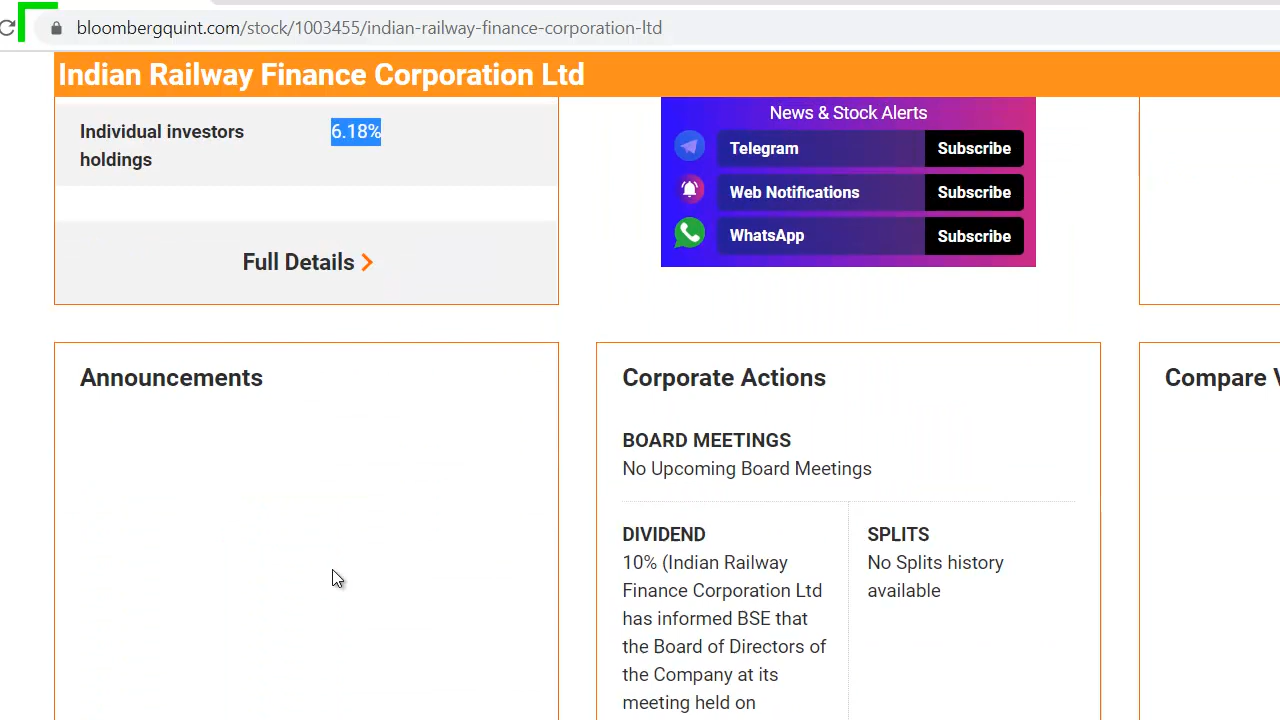 bloombergquint.com/stock/1003455/indian-railway-finance-corporation-ltd
Indian Railway Finance Corporation Ltd
Individual investors
holdings
6.18%
Full Details
News & Stock Alerts
Telegram
Subscribe
Web Notifications
Subscribe
WhatsApp
Subscribe
Announcements
Corporate Actions
BOARD MEETINGS
No Upcoming Board Meetings
DIVIDEND
10% (Indian Railway
Finance Corporation Ltd
has informed BSE that
the Board of Directors of
the Company at its
meeting held on
SPLITS
No Splits history
available
Compare V